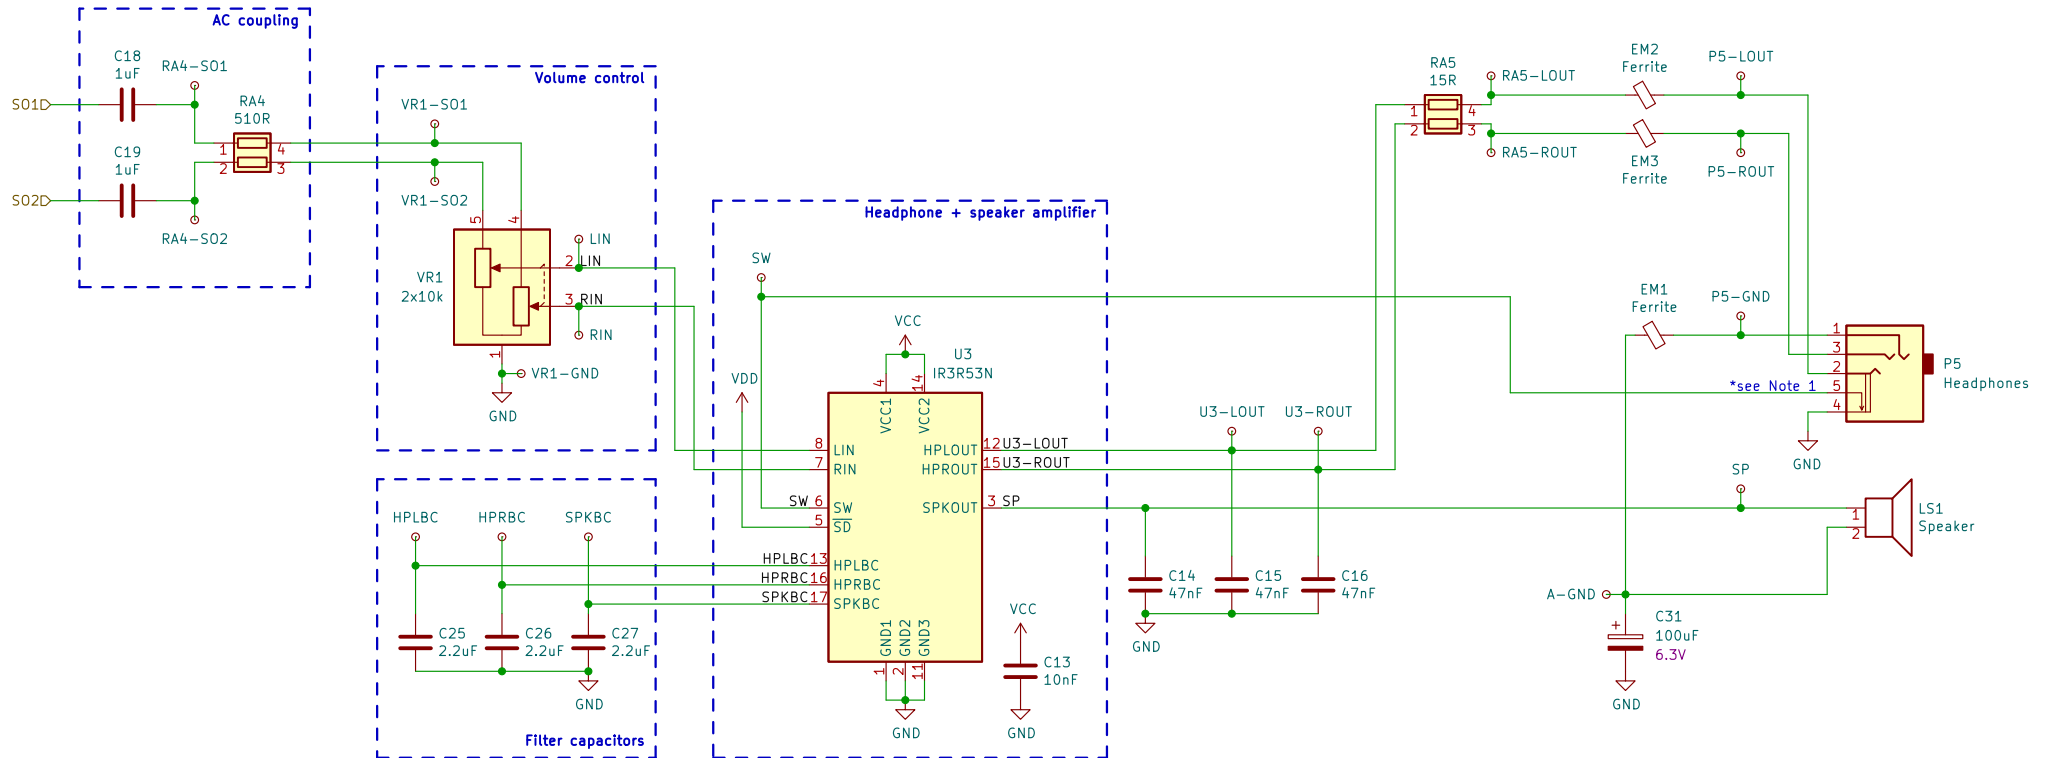 AC coupling
C18
1uF
RA4-SO1
SO1
RA4
510R
1
4
2
3
C19
1uF
SO2
RA4-SO2
Volume control
VR1-SO1
VR1-SO2
5
4
LIN
2
LIN
VR1
2x10k
3
RIN
RIN
1
VR1-GND
GND
HPLBC
HPRBC
SPKBC
C25
2.2uF
C26
2.2uF
C27
2.2uF
GND
Filter capacitors
Headphone + speaker amplifier
SW
VCC
U3
IR3R53N
VDD
4
14
VCC1
VCC2
8
LIN
7
RIN
SW
6
SW
5
SD
HPLBC
13
HPLBC
HPRBC
16
HPRBC
SPKBC
17
SPKBC
HPLOUT
12
U3-LOUT
HPROUT
15
U3-ROUT
SPKOUT
3
SP
GND1
GND2
GND3
1
2
11
GND
VCC
C13
10nF
GND
U3-LOUT
U3-ROUT
C14
47nF
C15
47nF
C16
47nF
GND
RA5
15R
1
4
2
3
RA5-LOUT
RA5-ROUT
EM2
Ferrite
EM3
Ferrite
P5-LOUT
P5-ROUT
EM1
Ferrite
P5-GND
1
3
2
5
4
*see Note 1
P5
Headphones
GND
SP
1
2
LS1
Speaker
A-GND
+
C31
100uF
6.3V
GND